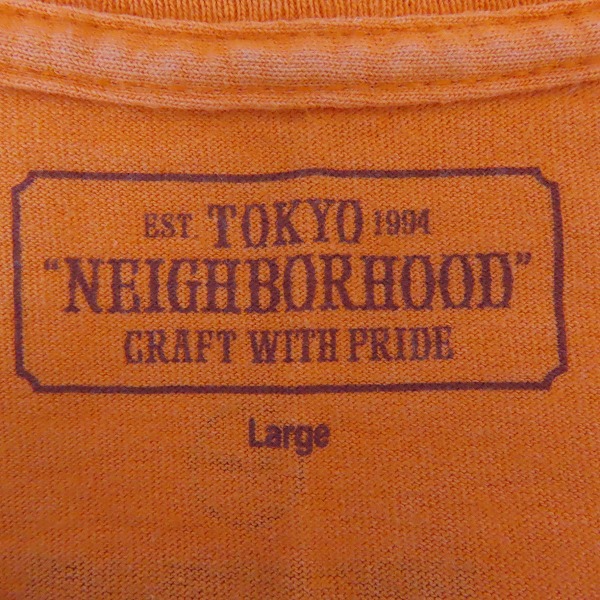 EST. TOKYO 1994
"NEIGHBORHOOD"
CRAFT WITH PRIDE
Large